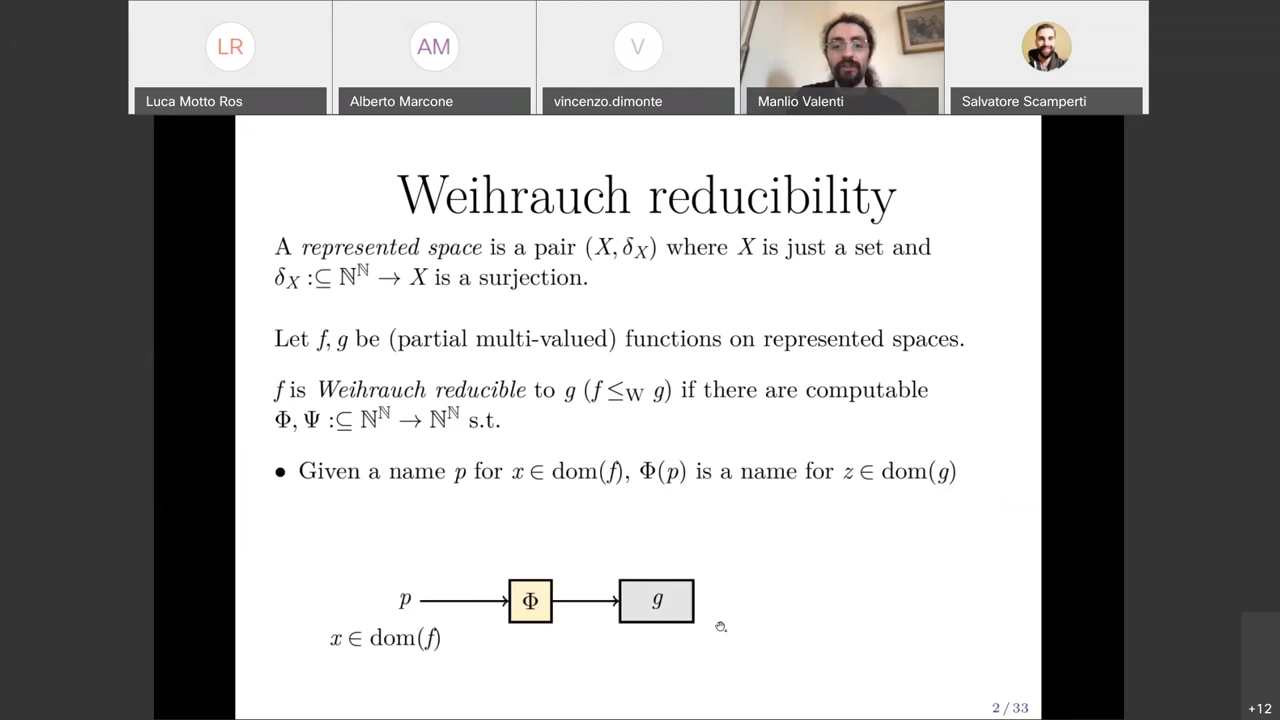 LR
AM
V
Luca Motto Ros
Alberto Marcone
vincenzo.dimonte
Manlio Valenti
Salvatore Scamperti
Weihrauch reducibility
A represented space is a pair (X, δ_X) where X is just a set and
δ_X :⊆ ℕ^ℕ → X is a surjection.
Let f, g be (partial multi-valued) functions on represented spaces.
f is Weihrauch reducible to g (f ≤_W g) if there are computable
Φ, Ψ :⊆ ℕ^ℕ → ℕ^ℕ s.t.
• Given a name p for x ∈ dom(f), Φ(p) is a name for z ∈ dom(g)
p Φ g
x ∈ dom(f)
2 / 33
+12